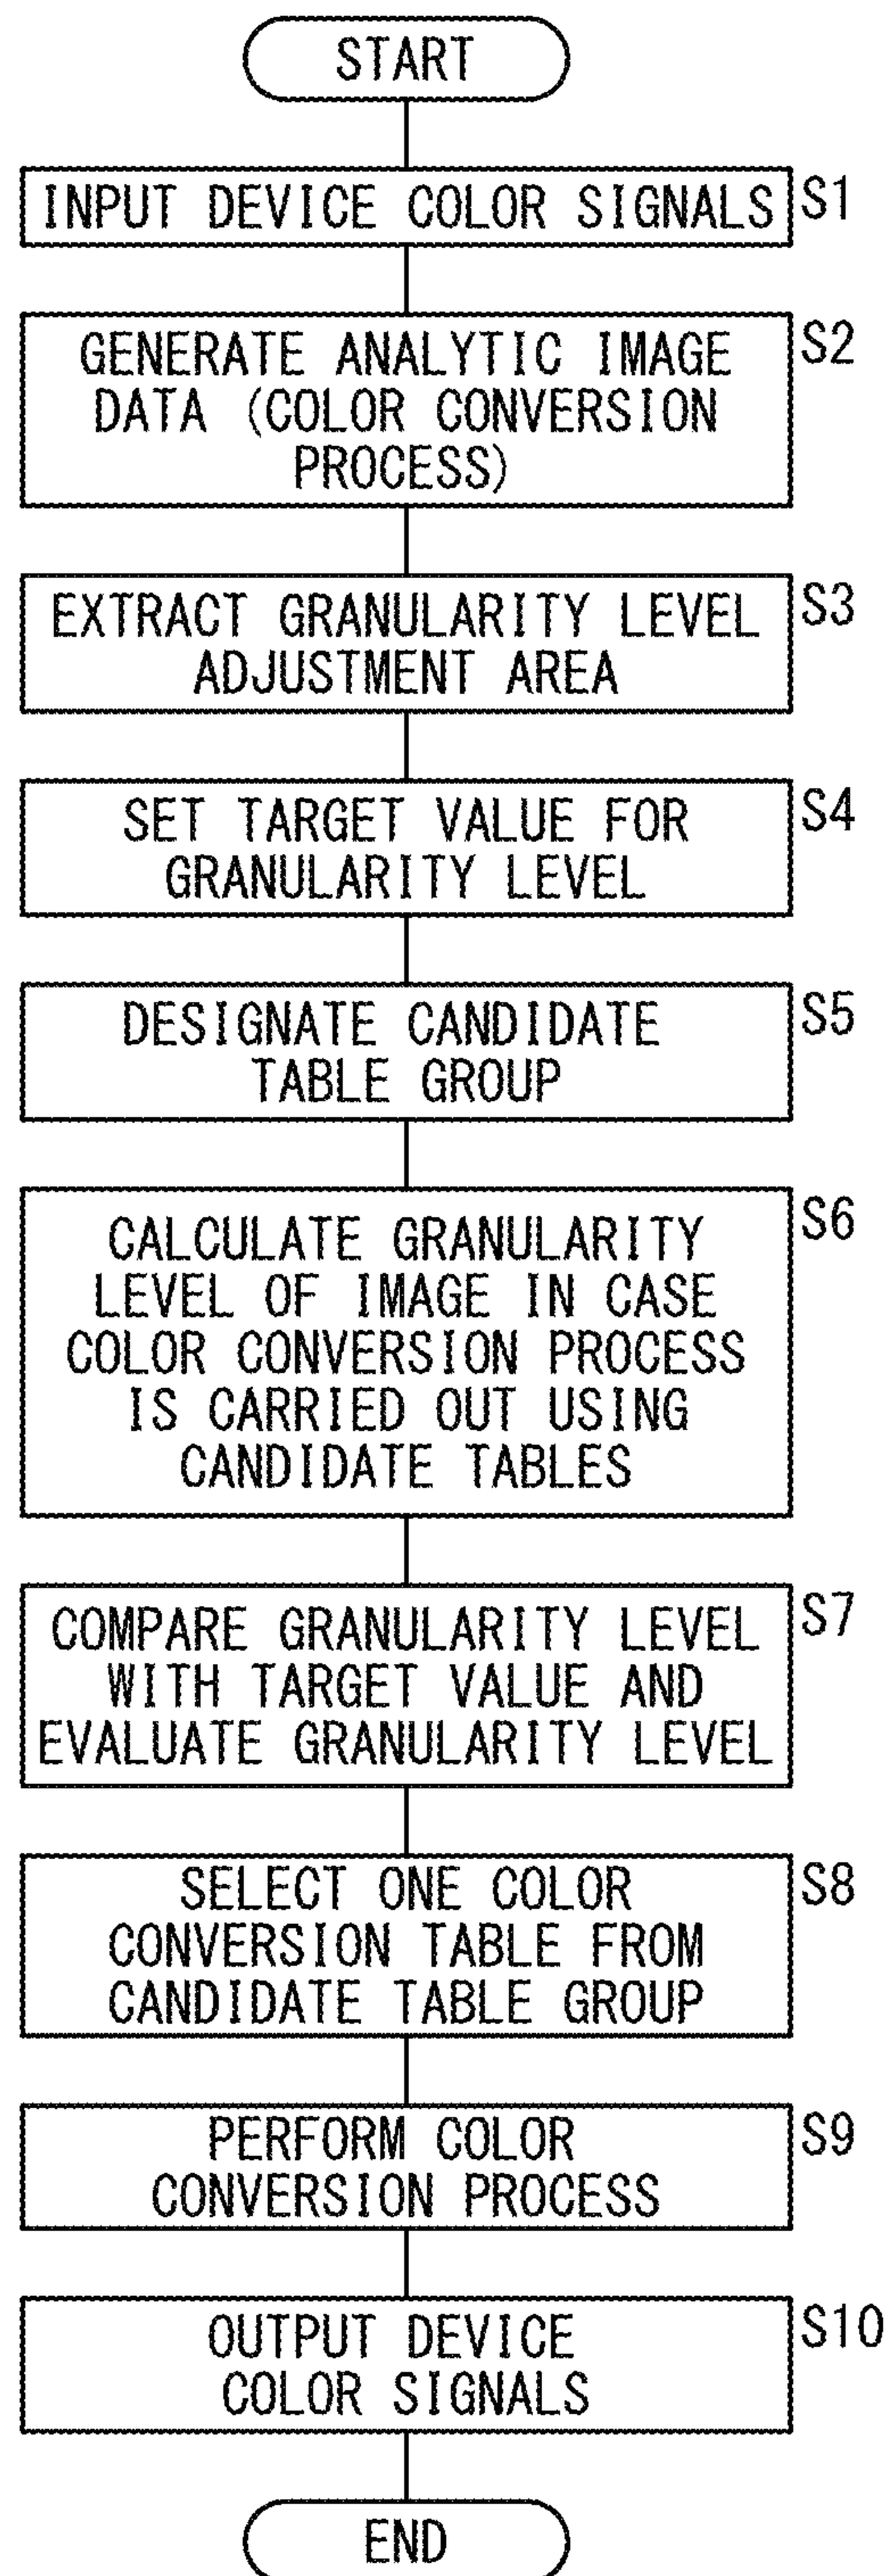 START
INPUT DEVICE COLOR SIGNALS S1
GENERATE ANALYTIC IMAGE S2
DATA (COLOR CONVERSION
PROCESS)
EXTRACT GRANULARITY LEVEL S3
ADJUSTMENT AREA
SET TARGET VALUE FOR S4
GRANULARITY LEVEL
DESIGNATE CANDIDATE S5
TABLE GROUP
CALCULATE GRANULARITY S6
LEVEL OF IMAGE IN CASE
COLOR CONVERSION PROCESS
IS CARRIED OUT USING
CANDIDATE TABLES
COMPARE GRANULARITY LEVEL S7
WITH TARGET VALUE AND
EVALUATE GRANULARITY LEVEL
SELECT ONE COLOR S8
CONVERSION TABLE FROM
CANDIDATE TABLE GROUP
PERFORM COLOR S9
CONVERSION PROCESS
OUTPUT DEVICE S10
COLOR SIGNALS
END